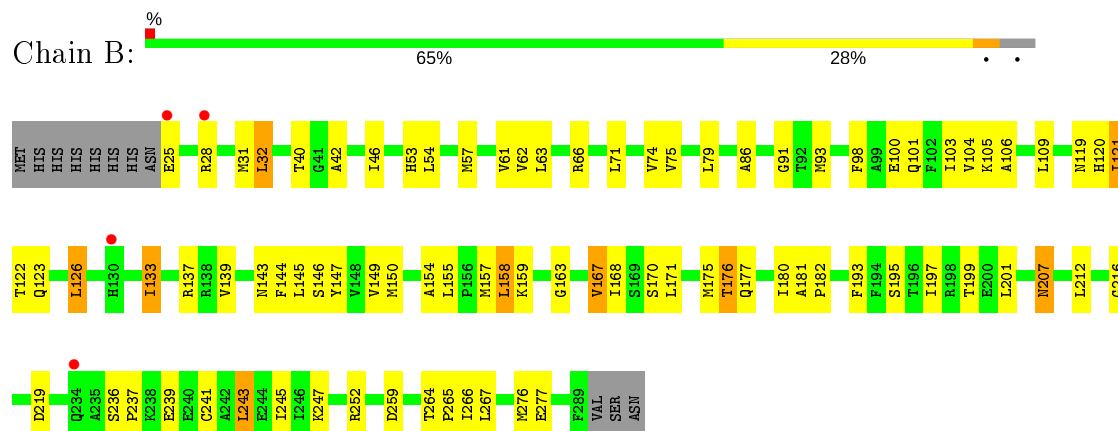 %
Chain B:
65% 28% • •
MET HIS HIS HIS HIS HIS HIS ASN E25 R28 M31 L32 T40 G41 A42 I46 H53 L54 M57 V61 V62 L63 R66 L71 V74 V75 L79 A86 G91 T92 M93 F98 A99 E100 Q101 F102 I103 V104 K105 A106 L109 N119 H120
T122 Q123 L126 H130 I133 R137 R138 V139 N143 F144 L145 S146 Y147 V148 V149 M150 A154 L155 P156 M157 L158 K159 G163 V167 I168 S169 S170 L171 M175 T176 Q177 I180 A181 P182 F193 F194 S195 T196 I197 R198 T199 E200 L201 N207 L212
D219 Q234 A235 S236 P237 K238 E239 E240 C241 A242 L243 E244 I245 I246 K247 R252 D259 T264 P265 I266 L267 M276 E277 F289 VAL SER ASN